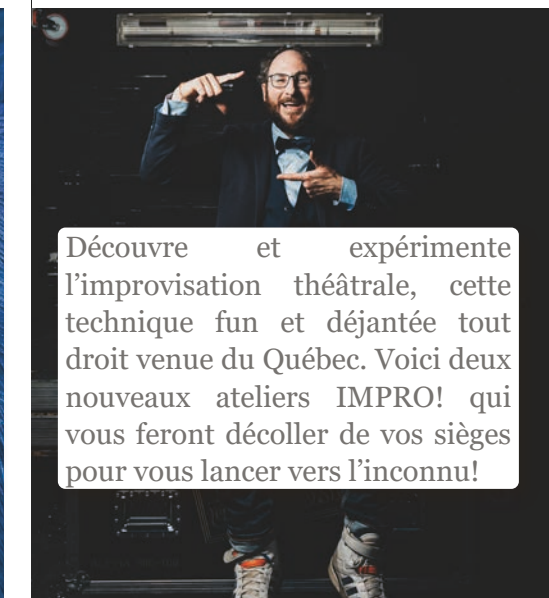 Découvre et expérimente
l’improvisation théâtrale, cette
technique fun et déjantée tout
droit venue du Québec. Voici deux
nouveaux ateliers IMPRO! qui
vous feront décoller de vos sièges
pour vous lancer vers l’inconnu!